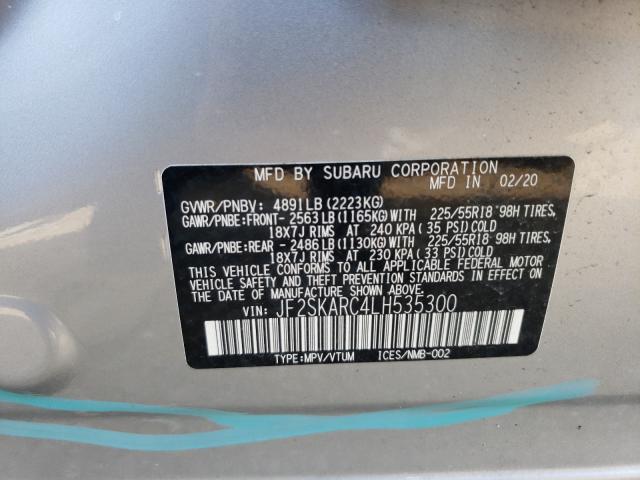 MFD BY SUBARU CORPORATION
MFD IN 02/20
GVWR/PNBV: 4891LB(2223KG)
GAWR/PNBE:FRONT- 2563LB(1165KG)WITH 225/55R18 98H TIRES,
18X7J RIMS AT 240 KPA(35 PSI)COLD
GAWR/PNBE:REAR - 2486LB(1130KG)WITH 225/55R18 98H TIRES,
18X7J RIMS AT 230 KPA(33 PSI)COLD
THIS VEHICLE CONFORMS TO ALL APPLICABLE FEDERAL MOTOR
VEHICLE SAFETY AND THEFT PREVENTION STANDARDS IN EFFECT
ON THE DATE OF MANUFACTURE SHOWN ABOVE.
VIN: JF2SKARC4LH535300
TYPE:MPV/VTUM ICES/NMB-002